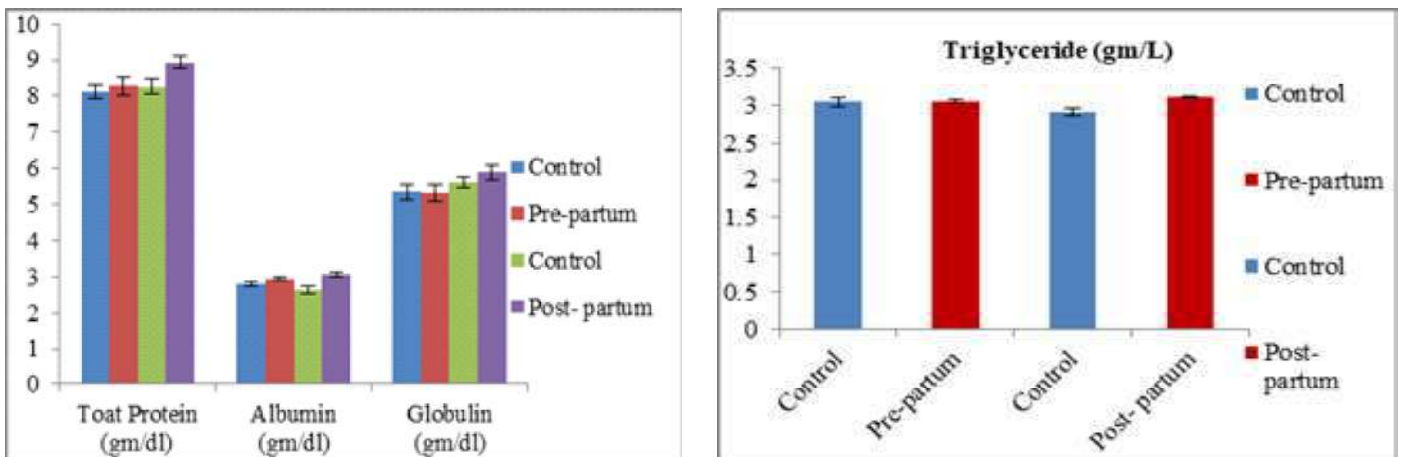 10
9
8
7
6
5
4
3
2
1
0
Toat Protein
(gm/dl)
Albumin
(gm/dl)
Globulin
(gm/dl)
Control
Pre-partum
Control
Post- partum
Triglyceride (gm/L)
3.5
3
2.5
2
1.5
1
0.5
0
Control
Pre-partum
Control
Post- partum
Control
Pre-partum
Control
Post-
partum